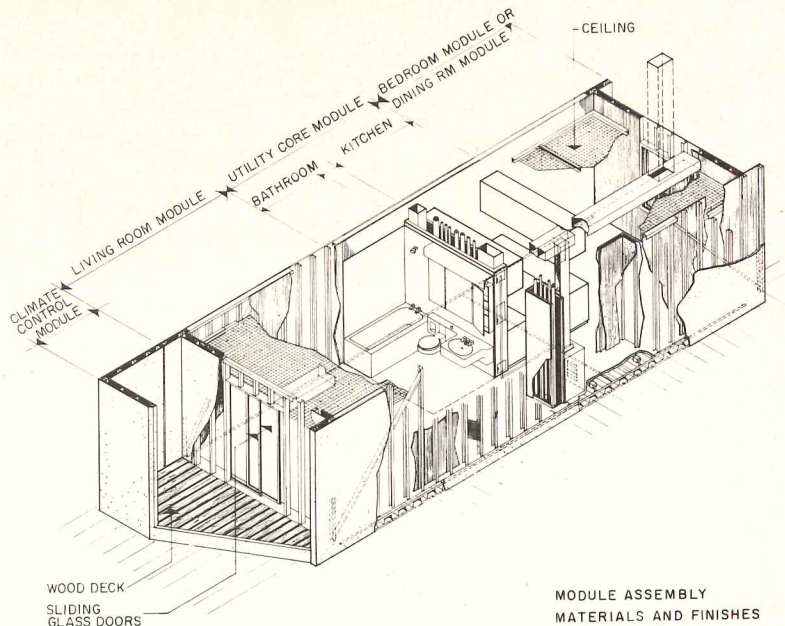 CEILING
BEDROOM MODULE OR
DINING RM MODULE
UTILITY CORE MODULE
KITCHEN
BATHROOM
LIVING ROOM MODULE
CLIMATE
CONTROL
MODULE
WOOD DECK
SLIDING
GLASS DOORS
MODULE ASSEMBLY
MATERIALS AND FINISHES